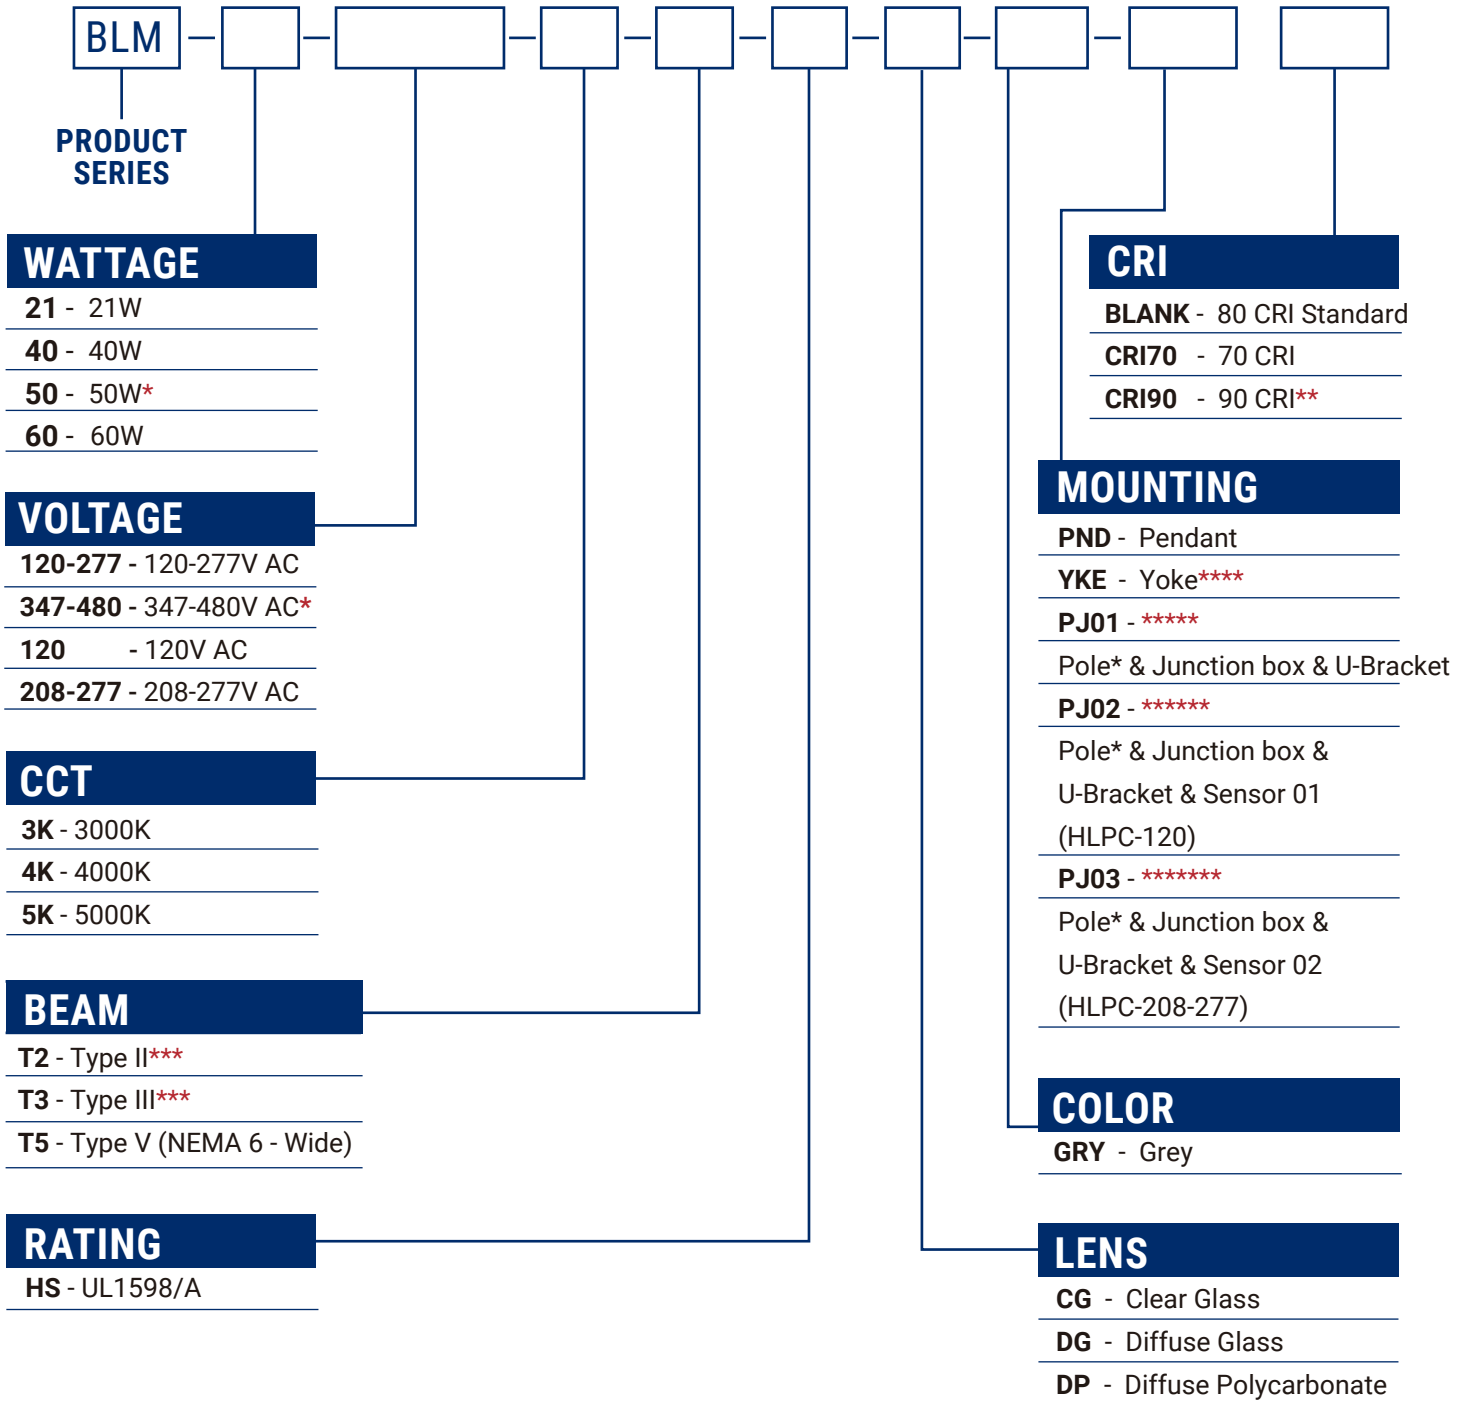 BLM
PRODUCT
SERIES
WATTAGE
21 - 21W
40 - 40W
50 - 50W*
60 - 60W
VOLTAGE
120-277 - 120-277V AC
347-480 - 347-480V AC*
120 - 120V AC
208-277 - 208-277V AC
CCT
3K - 3000K
4K - 4000K
5K - 5000K
BEAM
T2 - Type II***
T3 - Type III***
T5 - Type V (NEMA 6 - Wide)
RATING
HS - UL1598/A
CRI
BLANK - 80 CRI Standard
CRI70 - 70 CRI
CRI90 - 90 CRI**
MOUNTING
PND - Pendant
YKE - Yoke****
PJ01 - *****
Pole* & Junction box & U-Bracket
PJ02 - ******
Pole* & Junction box &
U-Bracket & Sensor 01
(HLPC-120)
PJ03 - *******
Pole* & Junction box &
U-Bracket & Sensor 02
(HLPC-208-277)
COLOR
GRY - Grey
LENS
CG - Clear Glass
DG - Diffuse Glass
DP - Diffuse Polycarbonate